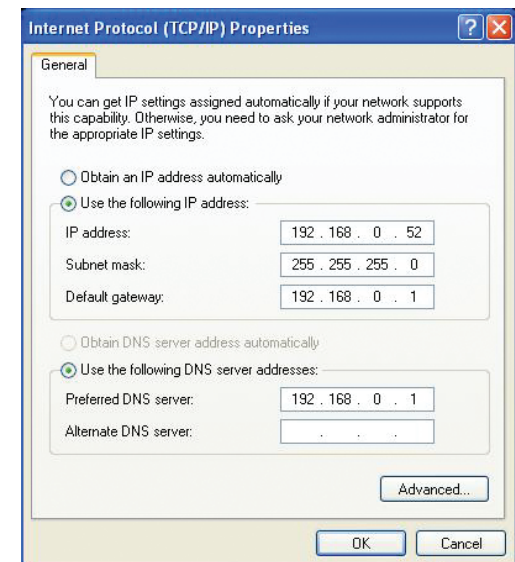 Internet Protocol (TCP/IP) Properties
General
You can get IP settings assigned automatically if your network supports
this capability. Otherwise, you need to ask your network administrator for
the appropriate IP settings.
Obtain an IP address automatically
Use the following IP address:
IP address: 192 . 168 . 0 . 52
Subnet mask: 255 . 255 . 255 . 0
Default gateway: 192 . 168 . 0 . 1
Obtain DNS server address automatically
Use the following DNS server addresses:
Preferred DNS server: 192 . 168 . 0 . 1
Alternate DNS server: . . .
Advanced...
OK Cancel